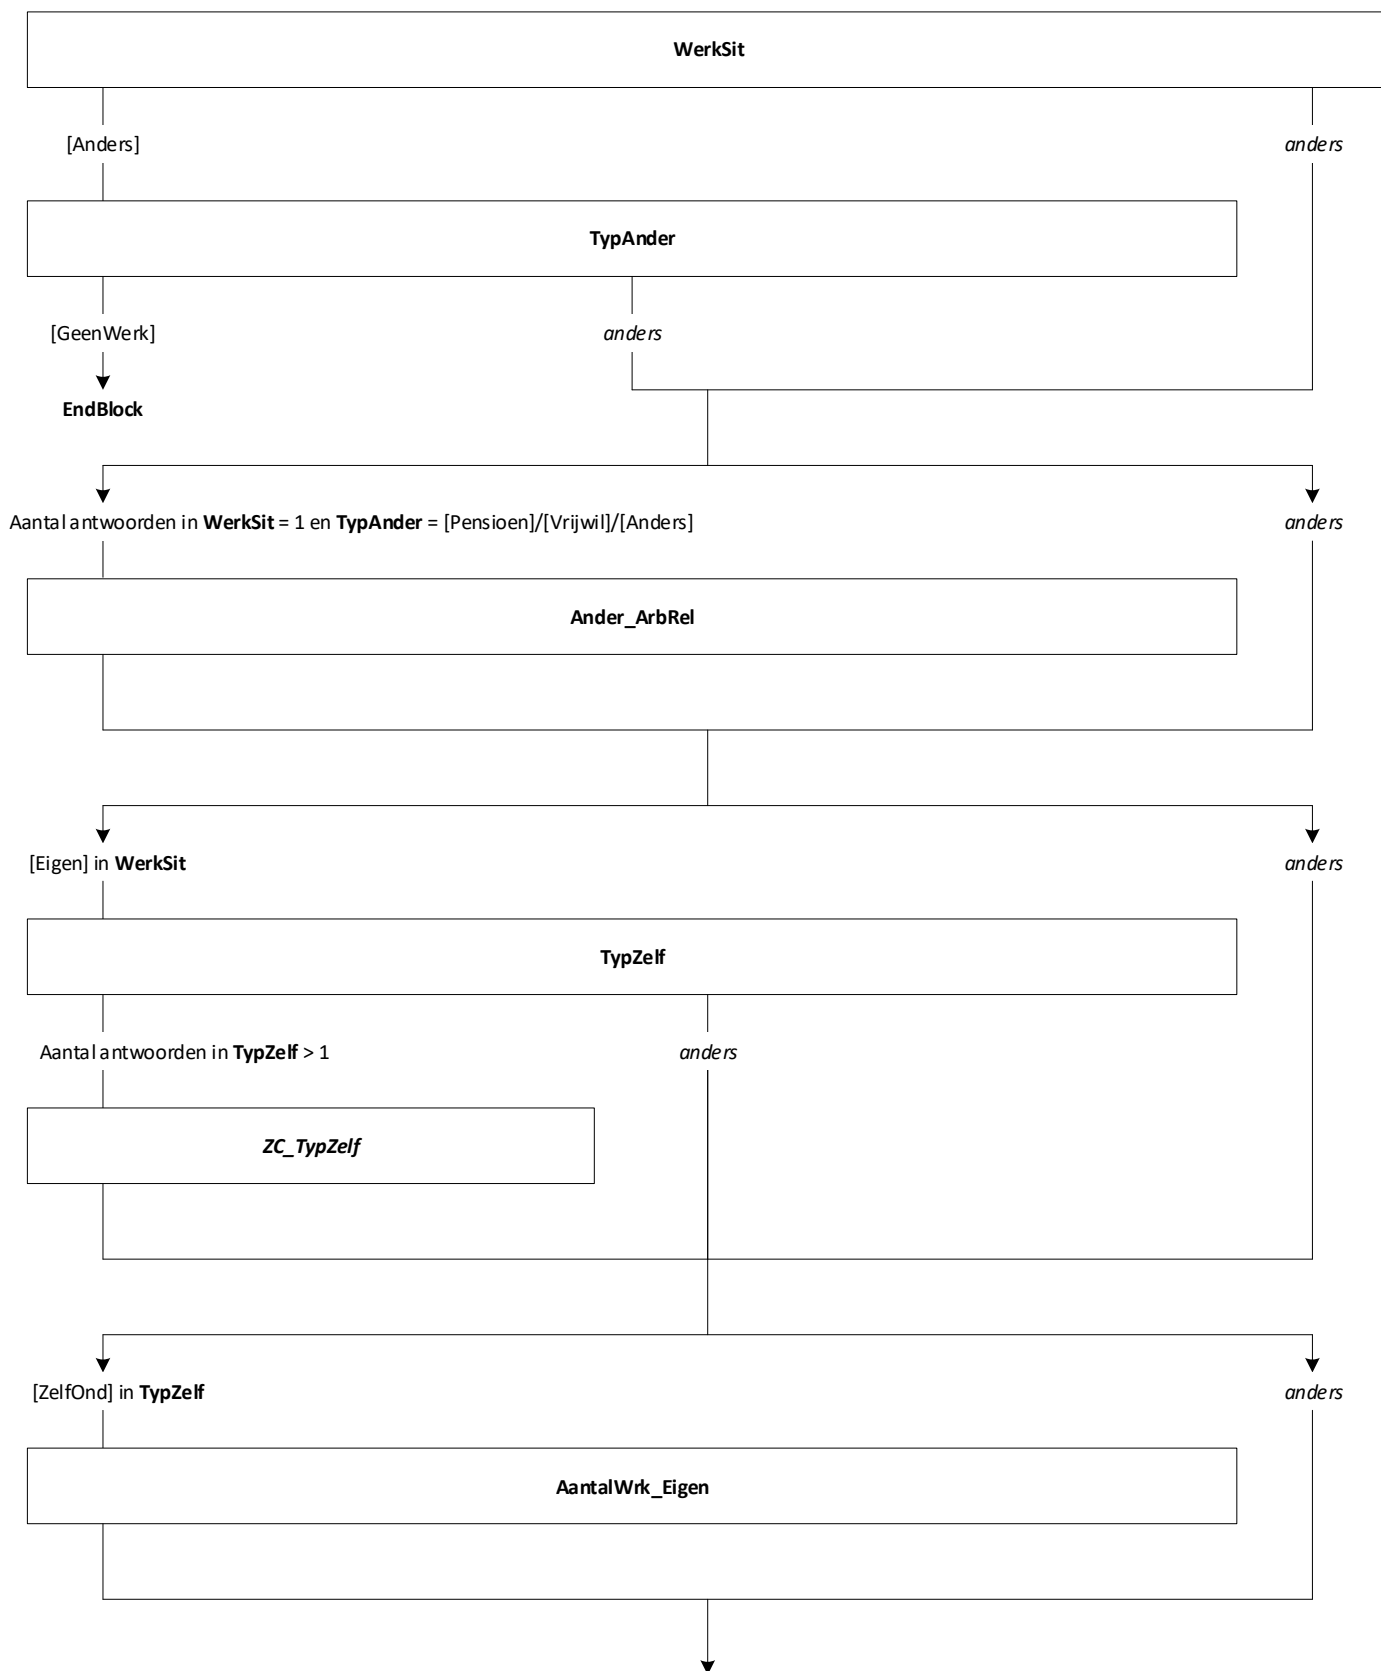 WerkSit
[Anders]
anders
TypAnder
[GeenWerk]
anders
EndBlock
Aantal antwoorden in WerkSit = 1 en TypAnder = [Pensioen]/[Vrijwil]/[Anders]
anders
Ander_ArbRel
[Eigen] in WerkSit
anders
TypZelf
Aantal antwoorden in TypZelf > 1
anders
ZC_TypZelf
[ZelfOnd] in TypZelf
anders
AantalWrk_Eigen